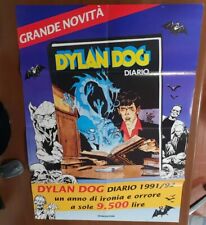 GRANDE NOVITÀ
DYLAN DOG
DIARIO
DYLAN DOG DIARIO 1991/92
un anno di ironia e orrore
a sole 9.500 lire